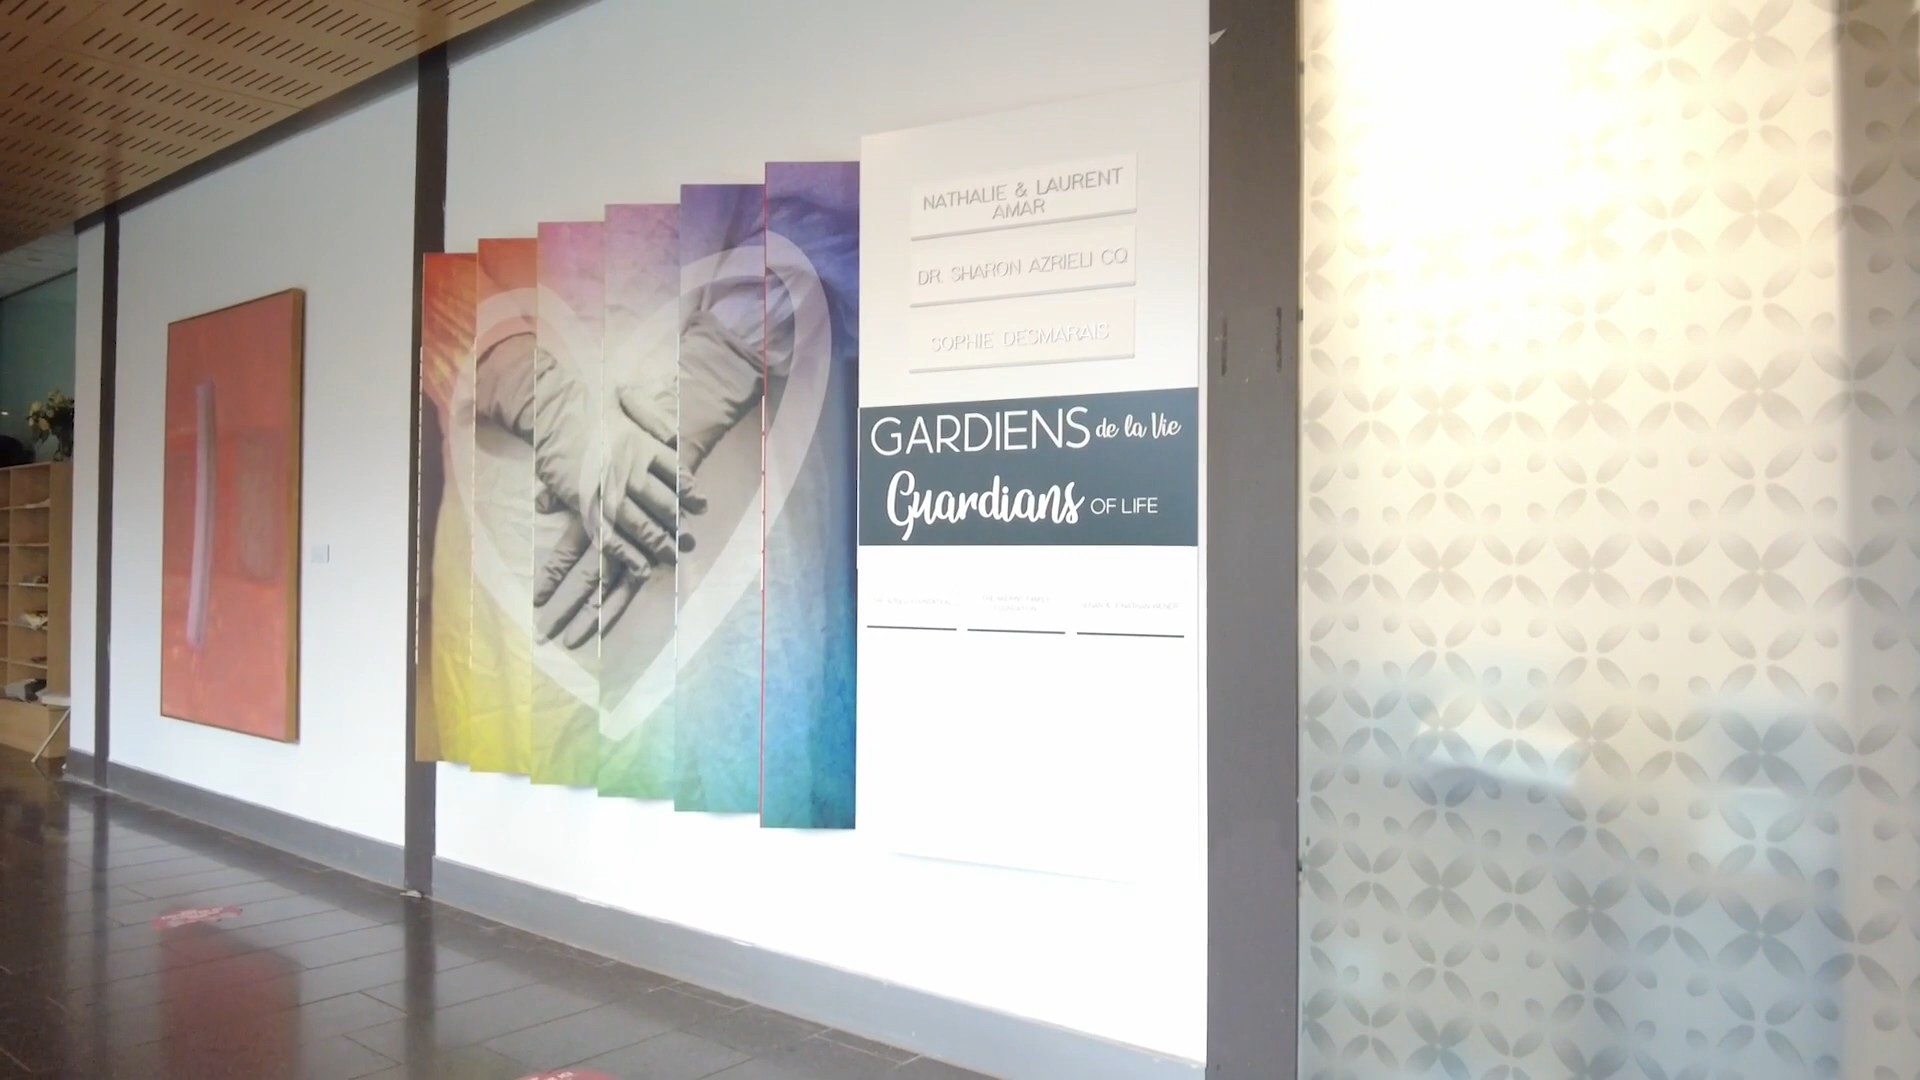 NATHALIE & LAURENT
AMAR
DR. SHARON AZRIELI CQ
SOPHIE DESMARAIS
GARDIENS de la Vie
Guardians OF LIFE